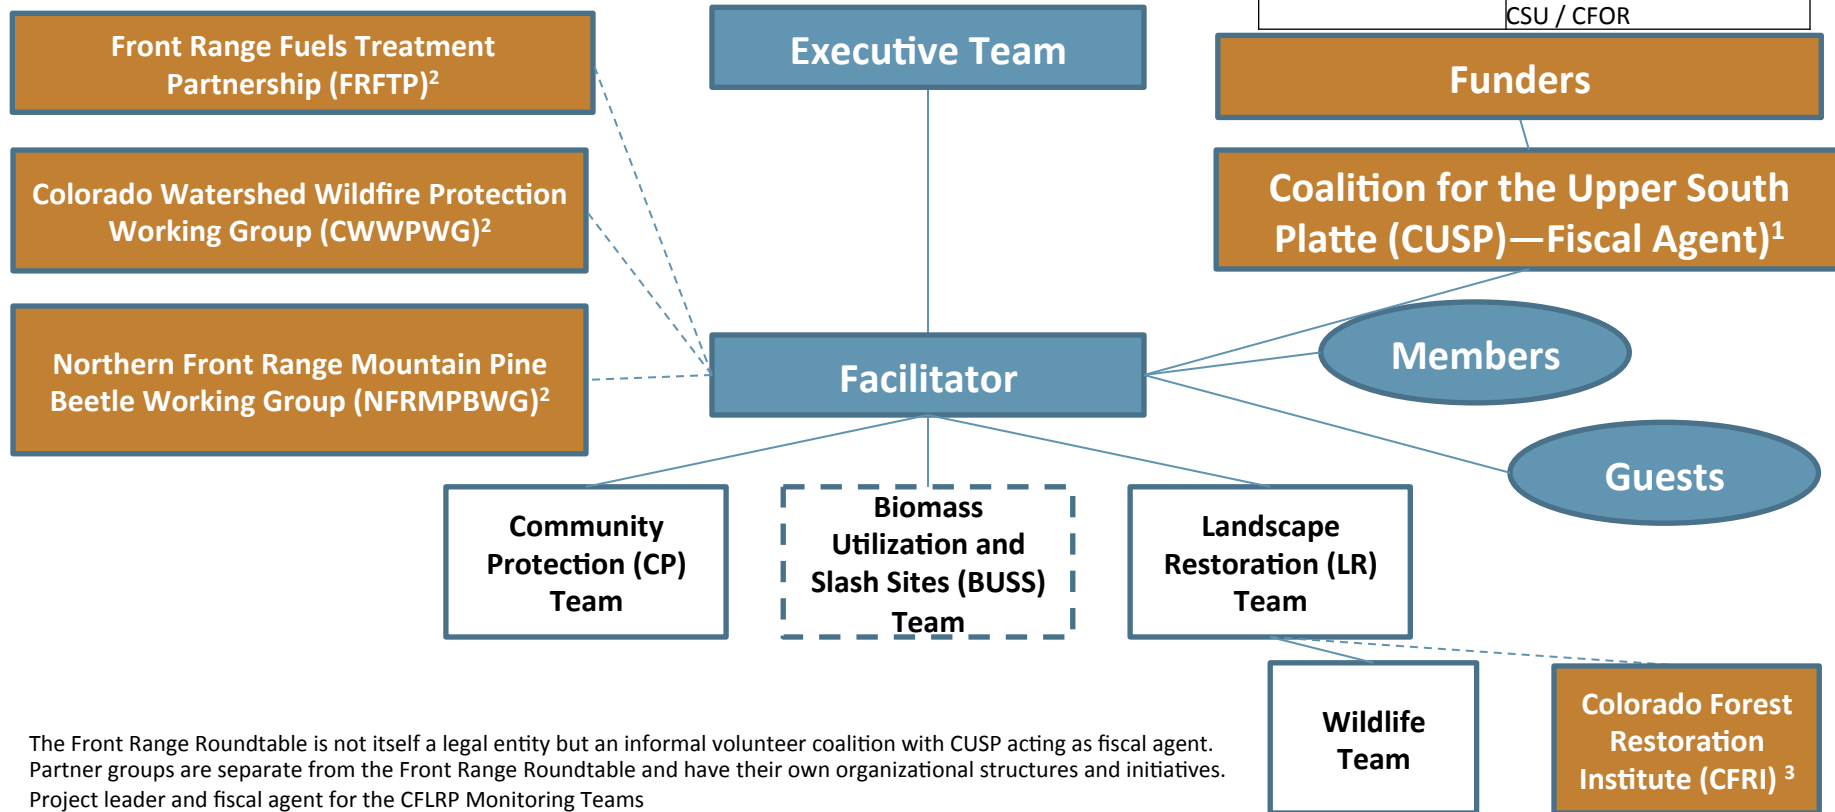 CSU / CFOR
Front Range Fuels Treatment
Partnership (FRFTP)²
Executive Team
Funders
Colorado Watershed Wildfire Protection
Working Group (CWWPWG)²
Coalition for the Upper South
Platte (CUSP)—Fiscal Agent)¹
Northern Front Range Mountain Pine
Beetle Working Group (NFRMPBWG)²
Facilitator
Members
Guests
Community
Protection (CP)
Team
Biomass
Utilization and
Slash Sites (BUSS)
Team
Landscape
Restoration (LR)
Team
Wildlife
Team
Colorado Forest
Restoration
Institute (CFRI) ³
The Front Range Roundtable is not itself a legal entity but an informal volunteer coalition with CUSP acting as fiscal agent.
Partner groups are separate from the Front Range Roundtable and have their own organizational structures and initiatives.
Project leader and fiscal agent for the CFLRP Monitoring Teams